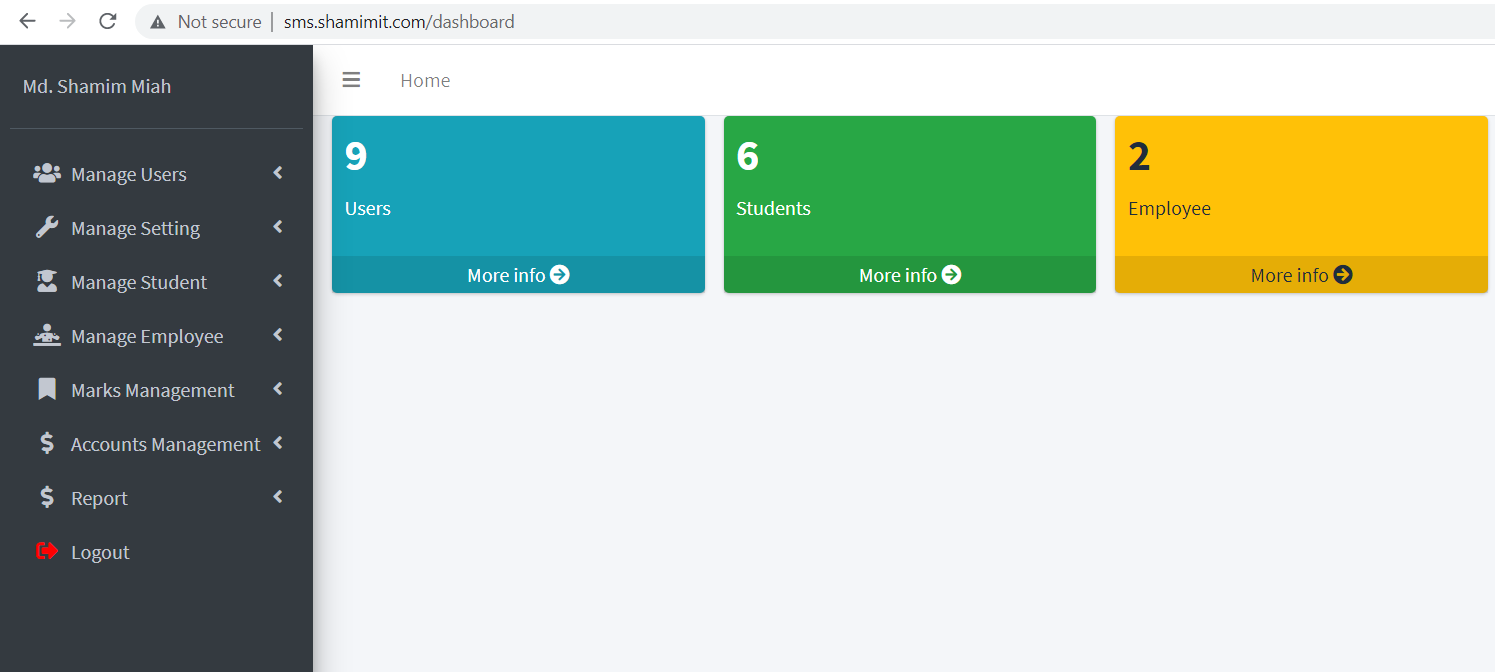 Not secure | sms.shamimit.com/dashboard
Md. Shamim Miah
Home
Manage Users
Manage Setting
Manage Student
Manage Employee
Marks Management
Accounts Management
Report
Logout
9
Users
More info
6
Students
More info
2
Employee
More info